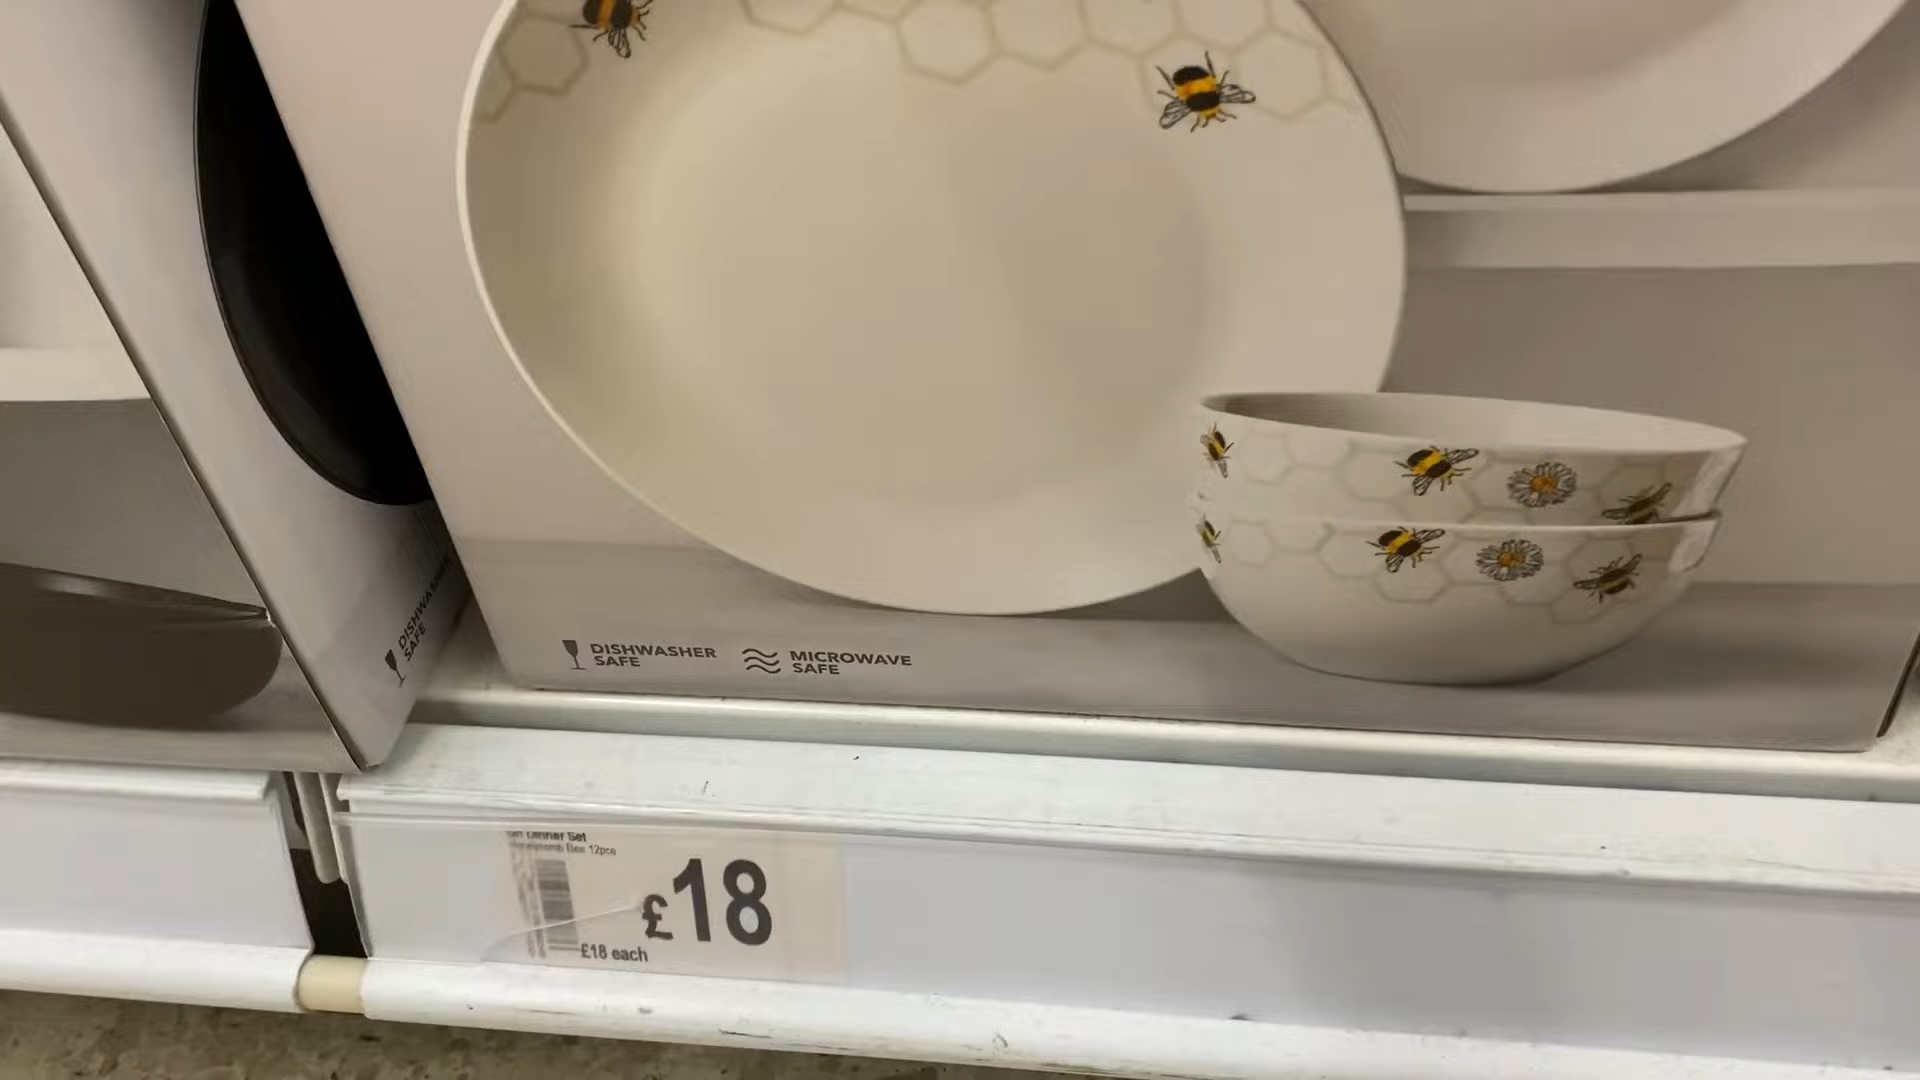 DISHWASHER
SAFE
DISHWASHER
SAFE
MICROWAVE
SAFE
Dinner Set
Bee 12pce
£18
£18 each